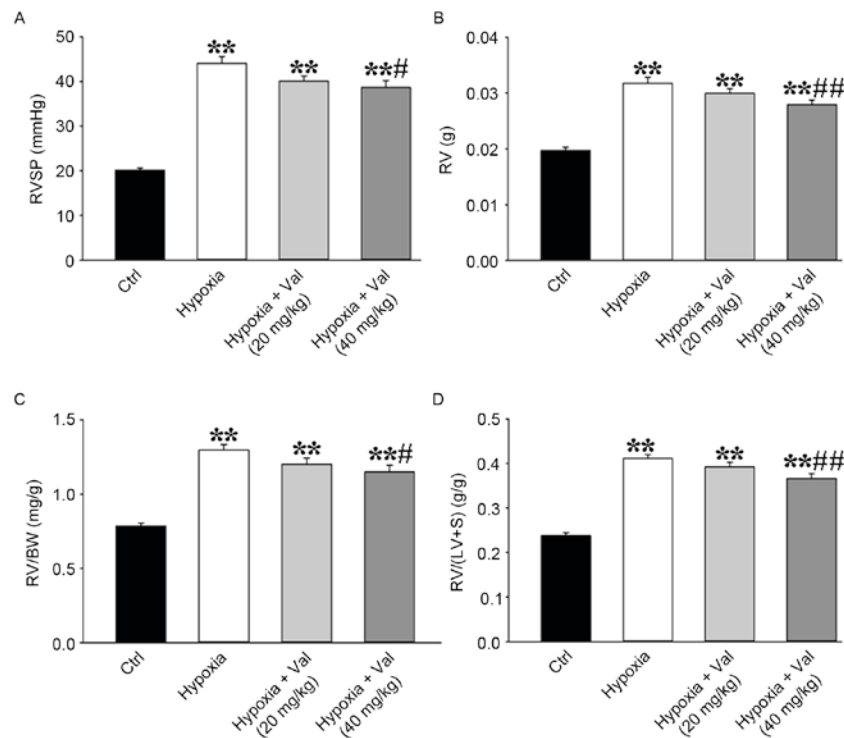 A
RVSP (mmHg)
50
40
30
20
10
0
**
**
**#
Ctrl
Hypoxia
Hypoxia + Val
(20 mg/kg)
Hypoxia + Val
(40 mg/kg)
B
RV (g)
0.04
0.03
0.02
0.01
0.00
**
**
**##
Ctrl
Hypoxia
Hypoxia + Val
(20 mg/kg)
Hypoxia + Val
(40 mg/kg)
C
RV/BW (mg/g)
1.5
1.0
0.5
0.0
**
**
**#
Ctrl
Hypoxia
Hypoxia + Val
(20 mg/kg)
Hypoxia + Val
(40 mg/kg)
D
RV/(LV+S) (g/g)
0.5
0.4
0.3
0.2
0.1
0.0
**
**
**##
Ctrl
Hypoxia
Hypoxia + Val
(20 mg/kg)
Hypoxia + Val
(40 mg/kg)